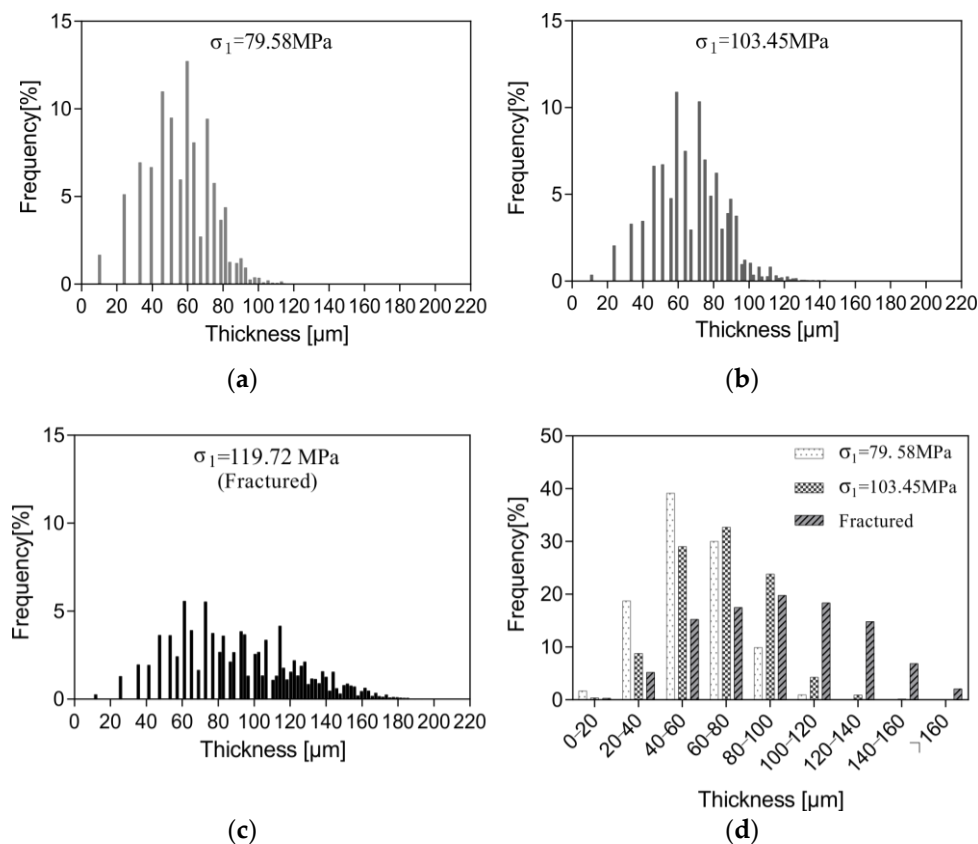 15
10
5
0
Frequency[%]
σ1=79.58MPa
0 20 40 60 80 100 120 140 160 180 200 220
Thickness [µm]
(a)
15
10
5
0
Frequency[%]
σ1=103.45MPa
0 20 40 60 80 100 120 140 160 180 200 220
Thickness [µm]
(b)
15
10
5
0
Frequency[%]
σ1=119.72 MPa
(Fractured)
0 20 40 60 80 100 120 140 160 180 200 220
Thickness [µm]
(c)
50
40
30
20
10
0
Frequency[%]
σ1=79. 58MPa
σ1=103.45MPa
Fractured
0-20 20-40 40-60 60-80 80-100 100-120 120-140 140-160 ﹁160
Thickness [µm]
(d)